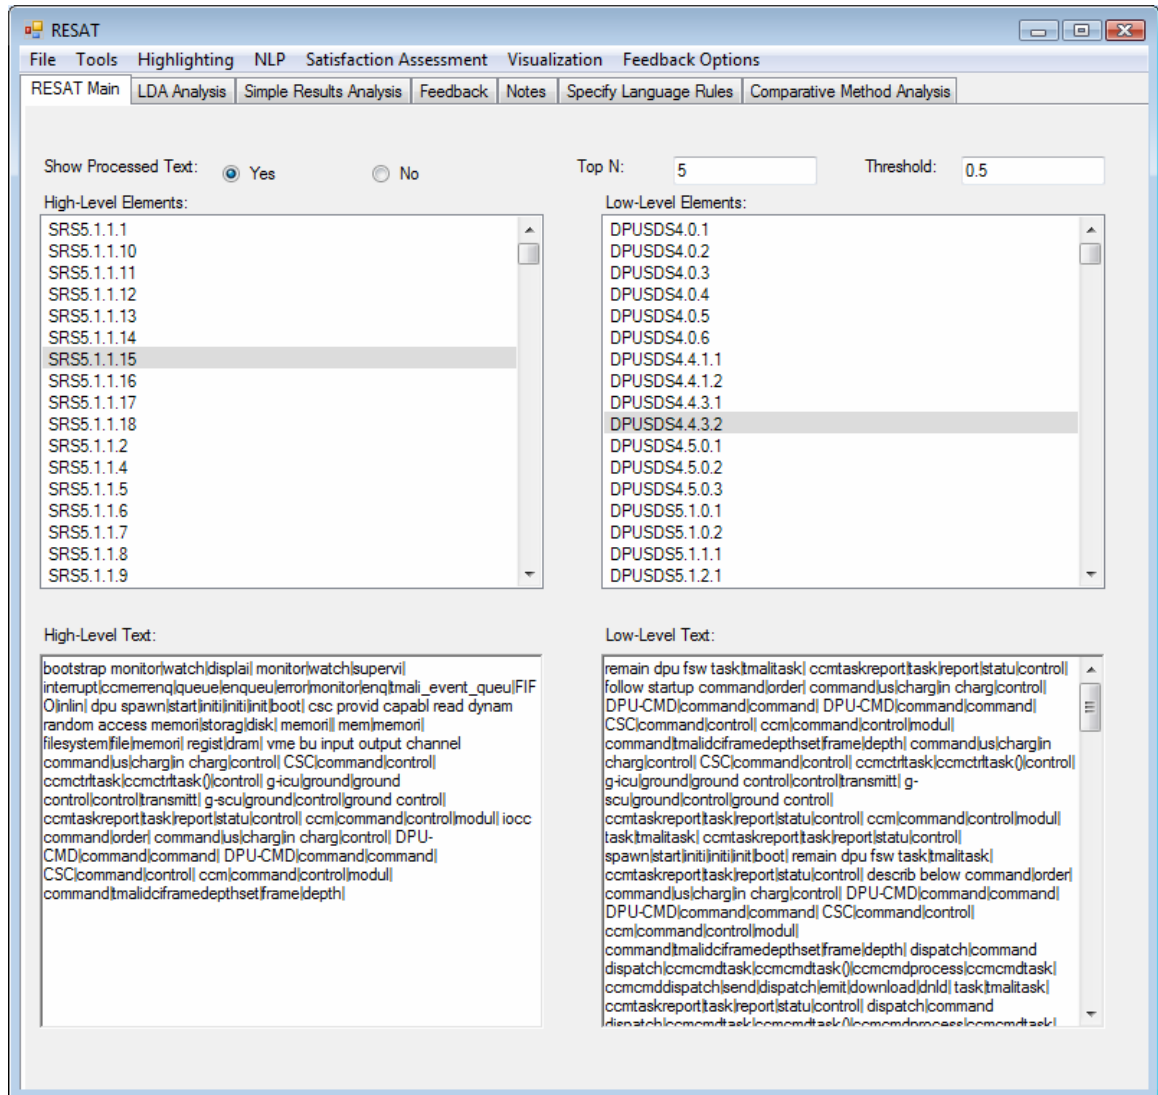 RESAT
File Tools Highlighting NLP Satisfaction Assessment Visualization Feedback Options
RESAT Main LDA Analysis Simple Results Analysis Feedback Notes Specify Language Rules Comparative Method Analysis
Show Processed Text: Yes No Top N: 5 Threshold: 0.5
High-Level Elements:
SRS5.1.1.1
SRS5.1.1.10
SRS5.1.1.11
SRS5.1.1.12
SRS5.1.1.13
SRS5.1.1.14
SRS5.1.1.15
SRS5.1.1.16
SRS5.1.1.17
SRS5.1.1.18
SRS5.1.1.2
SRS5.1.1.4
SRS5.1.1.5
SRS5.1.1.6
SRS5.1.1.7
SRS5.1.1.8
SRS5.1.1.9
Low-Level Elements:
DPUSDS4.0.1
DPUSDS4.0.2
DPUSDS4.0.3
DPUSDS4.0.4
DPUSDS4.0.5
DPUSDS4.0.6
DPUSDS4.4.1.1
DPUSDS4.4.1.2
DPUSDS4.4.3.1
DPUSDS4.4.3.2
DPUSDS4.5.0.1
DPUSDS4.5.0.2
DPUSDS4.5.0.3
DPUSDS5.1.0.1
DPUSDS5.1.0.2
DPUSDS5.1.1.1
DPUSDS5.1.2.1
High-Level Text:
bootstrap monitor|watch|displai| monitor|watch|supervi|
interrupt|ccmerrenq|queue|enqueu|error|monitor|enq|tmali_event_queu|FIF
O|inlin| dpu spawn|start|initi|initi|init|boot| csc provid capabl read dynam
random access memori|storag|disk| memori|| mem|memori|
filesystem|file|memori| regist|dram| vme bu input output channel
command|us|charg|in charg|control| CSC|command|control|
ccmctrltask|ccmctrltask()|control| g-icu|ground|ground
control|control|transmitt| g-scu|ground|control|ground control|
ccmtaskreport|task|report|statu|control| ccm|command|control|modul| iocc
command|order| command|us|charg|in charg|control| DPU-
CMD|command|command| DPU-CMD|command|command|
CSC|command|control| ccm|command|control|modul|
command|tmalidciframedepthset|frame|depth|
Low-Level Text:
remain dpu fsw task|tmalitask| ccmtaskreport|task|report|statu|control|
follow startup command|order| command|us|charg|in charg|control|
DPU-CMD|command|command| DPU-CMD|command|command|
CSC|command|control| ccm|command|control|modul|
command|tmalidciframedepthset|frame|depth| command|us|charg|in
charg|control| CSC|command|control| ccmctrltask|ccmctrltask()|control|
g-icu|ground|ground control|control|transmitt| g-
scu|ground|control|ground control|
ccmtaskreport|task|report|statu|control| ccm|command|control|modul|
task|tmalitask| ccmtaskreport|task|report|statu|control|
spawn|start|initi|initi|init|boot| remain dpu fsw task|tmalitask|
ccmtaskreport|task|report|statu|control| describ below command|order|
command|us|charg|in charg|control| DPU-CMD|command|command|
DPU-CMD|command|command| CSC|command|control|
ccm|command|control|modul|
command|tmalidciframedepthset|frame|depth| dispatch|command
dispatch|ccmcmdtask|ccmcmdtask()|ccmcmdprocess|ccmcmdtask|
ccmcmddispatch|send|dispatch|emit|download|dnld| task|tmalitask|
ccmtaskreport|task|report|statu|control| dispatch|command
dispatch|ccmcmdtask|ccmcmdtask()|ccmcmdprocess|ccmcmdtask|